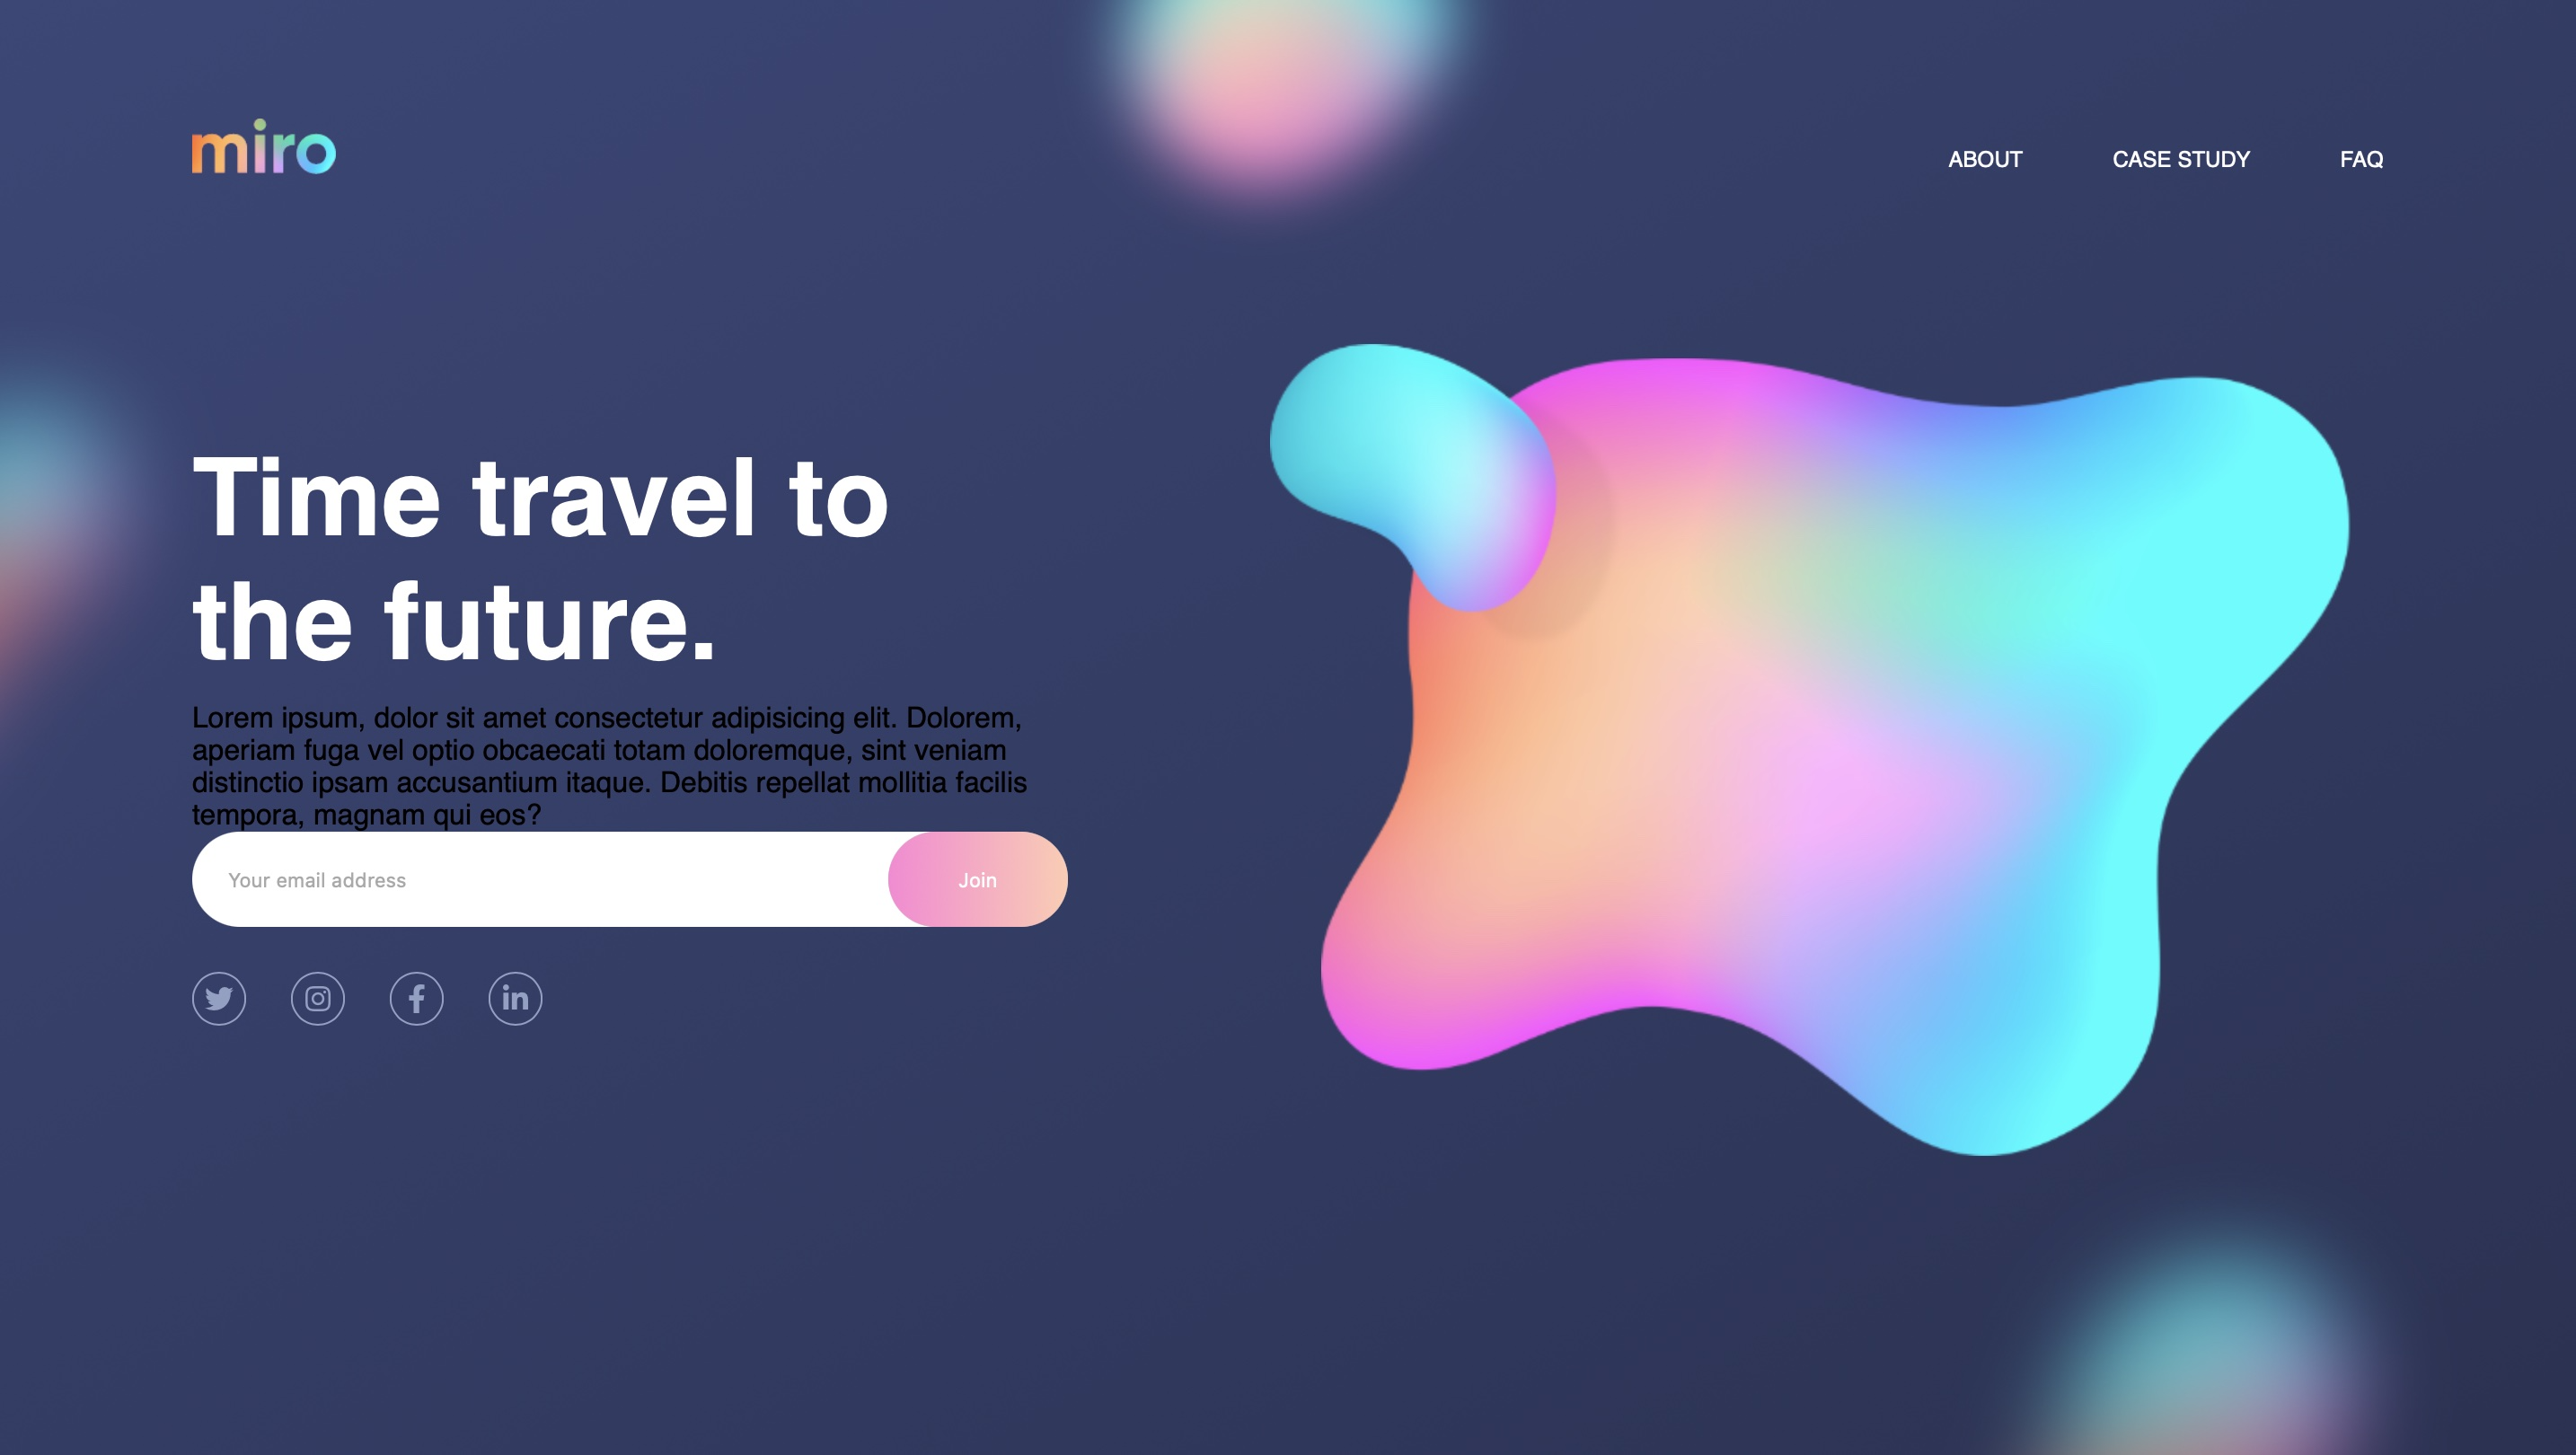 miro
ABOUT CASE STUDY FAQ
Time travel to
the future.
Lorem ipsum, dolor sit amet consectetur adipisicing elit. Dolorem,
aperiam fuga vel optio obcaecati totam doloremque, sint veniam
distinctio ipsam accusantium itaque. Debitis repellat mollitia facilis
tempora, magnam qui eos?
Your email address Join